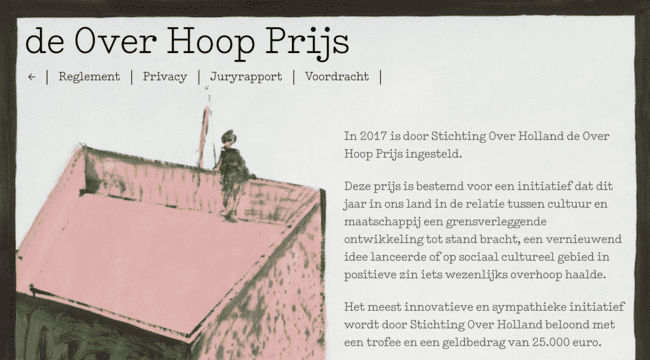 de Over Hoop Prijs
← | Reglement | Privacy | Juryrapport | Voordracht |
In 2017 is door Stichting Over Holland de Over
Hoop Prijs ingesteld.
Deze prijs is bestemd voor een initiatief dat dit
jaar in ons land in de relatie tussen cultuur en
maatschappij een grensverleggende
ontwikkeling tot stand bracht, een vernieuwend
idee lanceerde of op sociaal cultureel gebied in
positieve zin iets wezenlijks overhoop haalde.
Het meest innovatieve en sympathieke initiatief
wordt door Stichting Over Holland beloond met
een trofee en een geldbedrag van 25.000 euro.